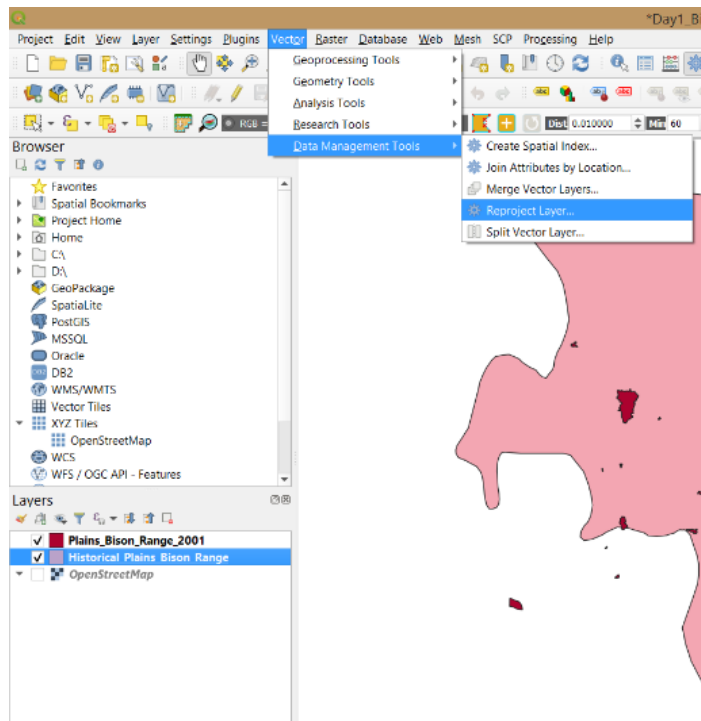 *Day1_B
Project Edit View Layer Settings Plugins Vector Raster Database Web Mesh SCP Processing Help
Geoprocessing Tools
Geometry Tools
Analysis Tools
Research Tools
Data Management Tools
RGB =
Dist 0.010000 Min 60
Create Spatial Index...
Join Attributes by Location...
Merge Vector Layers...
Reproject Layer...
Split Vector Layer...
Browser
Favorites
Spatial Bookmarks
Project Home
Home
C:\
D:\
GeoPackage
SpatiaLite
PostGIS
MSSQL
Oracle
DB2
WMS/WMTS
Vector Tiles
XYZ Tiles
OpenStreetMap
WCS
WFS / OGC API - Features
Layers
Plains_Bison_Range_2001
Historical Plains Bison Range
OpenStreetMap